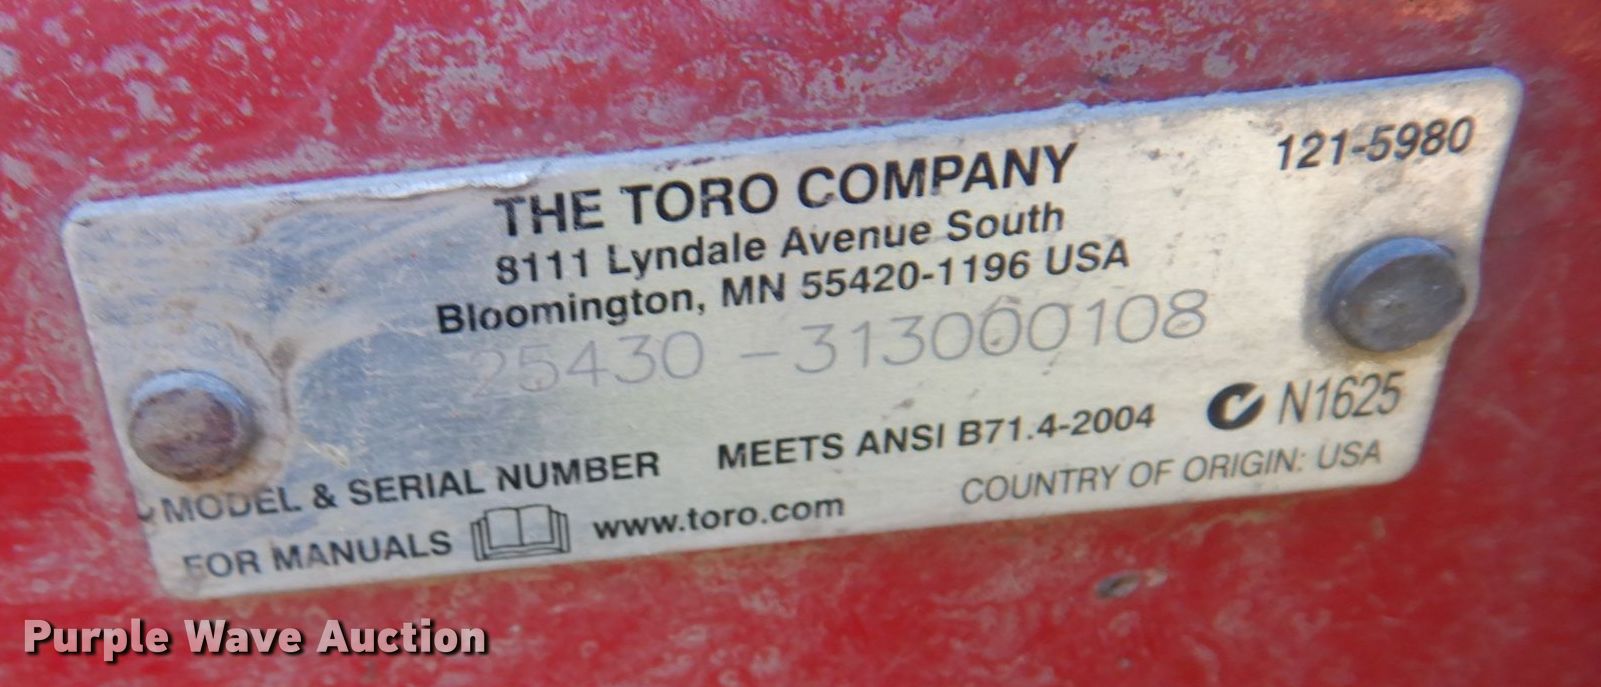 121-5980
THE TORO COMPANY
8111 Lyndale Avenue South
Bloomington, MN 55420-1196 USA
25430 - 313000108
MODEL & SERIAL NUMBER MEETS ANSI B71.4-2004 N1625
FOR MANUALS www.toro.com COUNTRY OF ORIGIN: USA
Purple Wave Auction